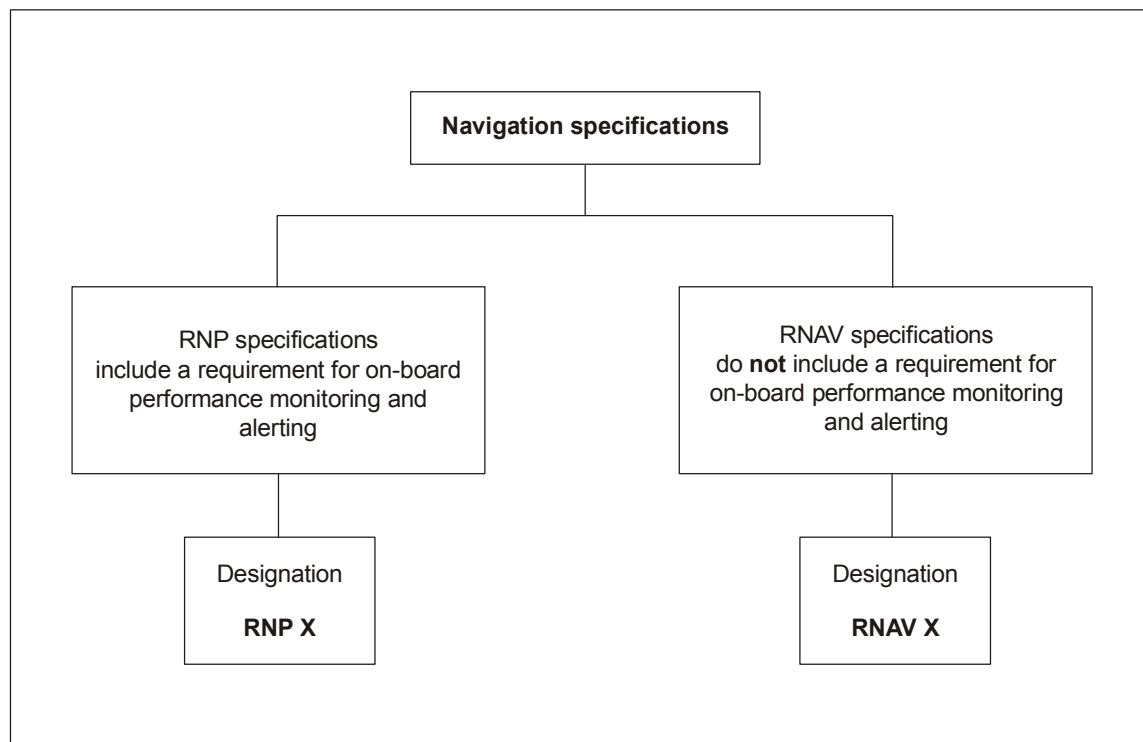 Navigation specifications
RNP specifications
include a requirement for on-board
performance monitoring and
alerting
RNAV specifications
do not include a requirement for
on-board performance monitoring
and alerting
Designation
RNP X
Designation
RNAV X